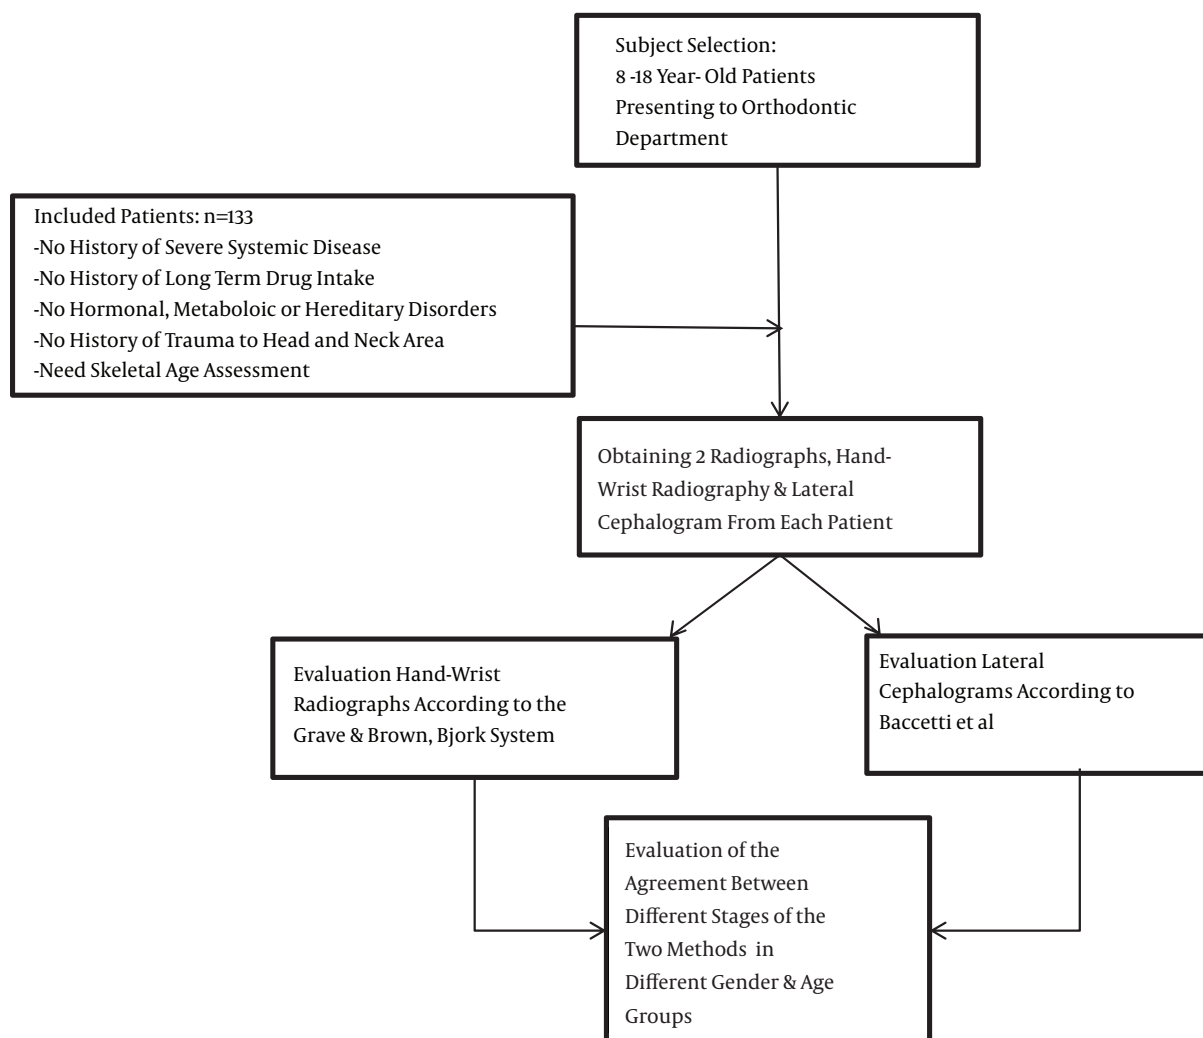 Subject Selection:
8 -18 Year- Old Patients
Presenting to Orthodontic
Department
Included Patients: n=133
-No History of Severe Systemic Disease
-No History of Long Term Drug Intake
-No Hormonal, Metaboloic or Hereditary Disorders
-No History of Trauma to Head and Neck Area
-Need Skeletal Age Assessment
Obtaining 2 Radiographs, Hand-
Wrist Radiography & Lateral
Cephalogram From Each Patient
Evaluation Hand-Wrist
Radiographs According to the
Grave & Brown, Bjork System
Evaluation Lateral
Cephalograms According to
Baccetti et al
Evaluation of the
Agreement Between
Different Stages of the
Two Methods in
Different Gender & Age
Groups